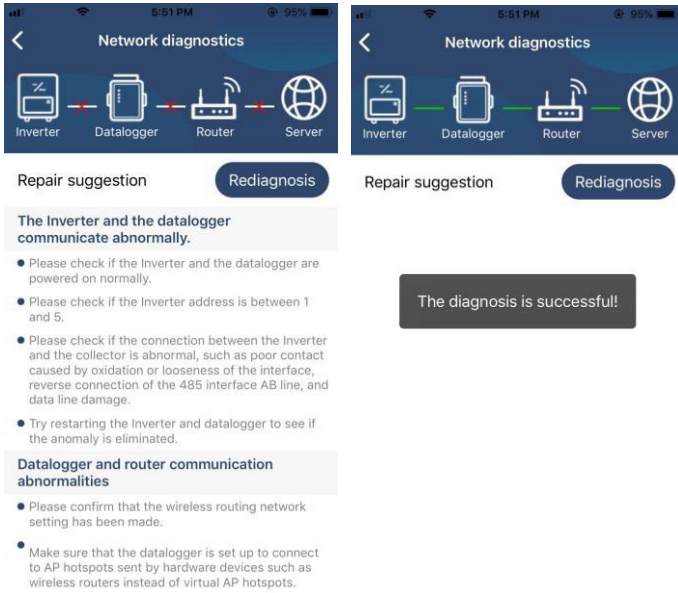 5:51 PM
95%
Network diagnostics
Inverter
Datalogger
Router
Server
Repair suggestion
Rediagnosis
The Inverter and the datalogger
communicate abnormally.
Please check if the Inverter and the datalogger are
powered on normally.
Please check if the Inverter address is between 1
and 5.
Please check if the connection between the Inverter
and the collector is abnormal, such as poor contact
caused by oxidation or looseness of the interface,
reverse connection of the 485 interface AB line, and
data line damage.
Try restarting the Inverter and datalogger to see if
the anomaly is eliminated.
Datalogger and router communication
abnormalities
Please confirm that the wireless routing network
setting has been made.
Make sure that the datalogger is set up to connect
to AP hotspots sent by hardware devices such as
wireless routers instead of virtual AP hotspots.
5:51 PM
95%
Network diagnostics
Inverter
Datalogger
Router
Server
Repair suggestion
Rediagnosis
The diagnosis is successful!